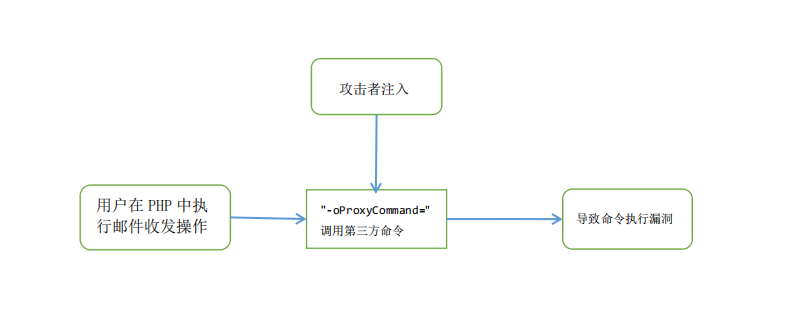 攻击者注入
用户在 PHP 中执
行邮件收发操作
"-oProxyCommand="
调用第三方命令
导致命令执行漏洞